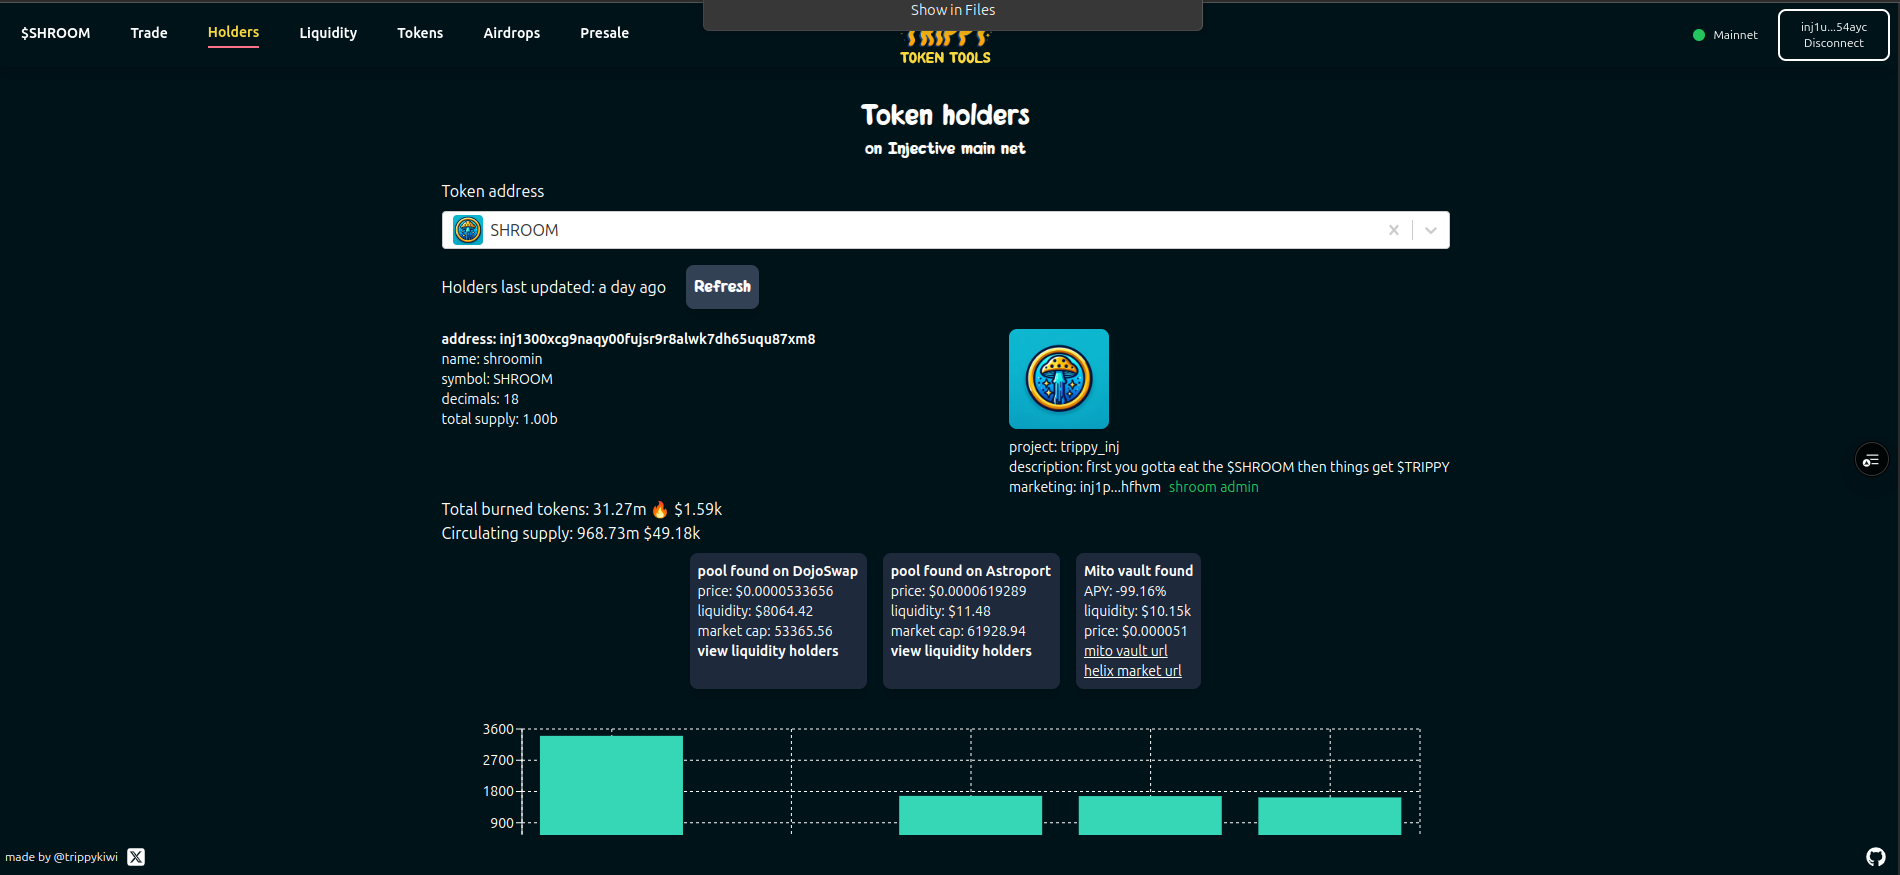 Show in Files
$SHROOM
Trade
Holders
Liquidity
Tokens
Airdrops
Presale
TRIPPY
TOKEN TOOLS
Mainnet
inj1u...54ayc
Disconnect
Token holders
on Injective main net
Token address
SHROOM
Holders last updated: a day ago
Refresh
address: inj1300xcg9naqy00fujsr9r8alwk7dh65uqu87xm8
name: shroomin
symbol: SHROOM
decimals: 18
total supply: 1.00b
project: trippy_inj
description: first you gotta eat the $SHROOM then things get $TRIPPY
marketing: inj1p...hfhvm shroom admin
Total burned tokens: 31.27m 🔥 $1.59k
Circulating supply: 968.73m $49.18k
pool found on DojoSwap
price: $0.0000533656
liquidity: $8064.42
market cap: 53365.56
view liquidity holders
pool found on Astroport
price: $0.0000619289
liquidity: $11.48
market cap: 61928.94
view liquidity holders
Mito vault found
APY: -99.16%
liquidity: $10.15k
price: $0.000051
mito vault url
helix market url
3600
2700
1800
900
made by @trippykiwi